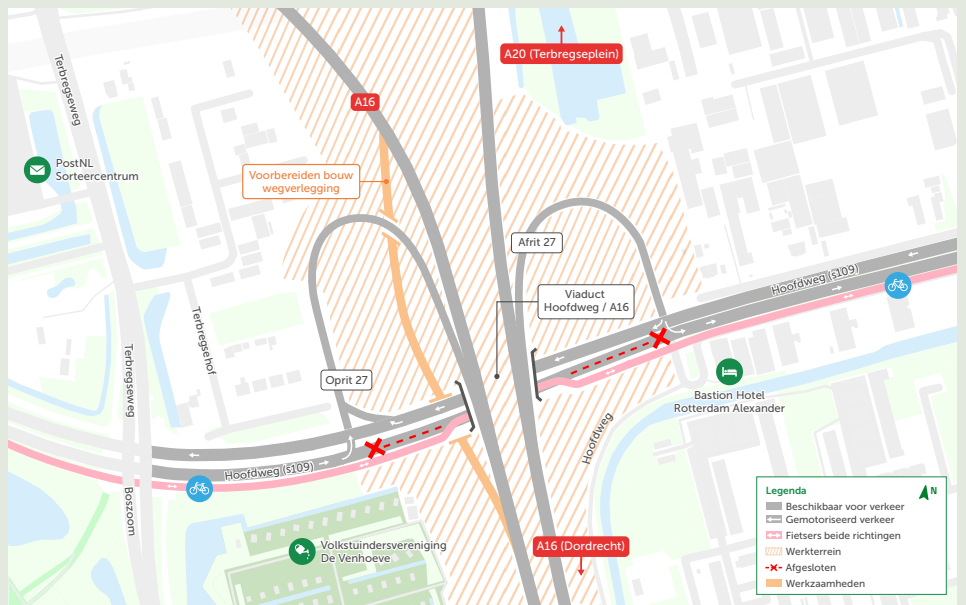 A20 (Terbregseplein)
Terbregseweg
A16
PostNL
Sorteercentrum
Voorbereiden bouw
wegverlegging
Afrit 27
Hoofdweg (s109)
Viaduct
Hoofdweg / A16
Terbregsehof
Terbregseweg
Oprit 27
Bastion Hotel
Rotterdam Alexander
Hoofdweg
Hoofdweg (s109)
Boszoom
Volkstuindersvereniging
De Venhoeve
A16 (Dordrecht)
Legenda
N
Beschikbaar voor verkeer
Gemotoriseerd verkeer
Fietsers beide richtingen
Werkterrein
Afgesloten
Werkzaamheden